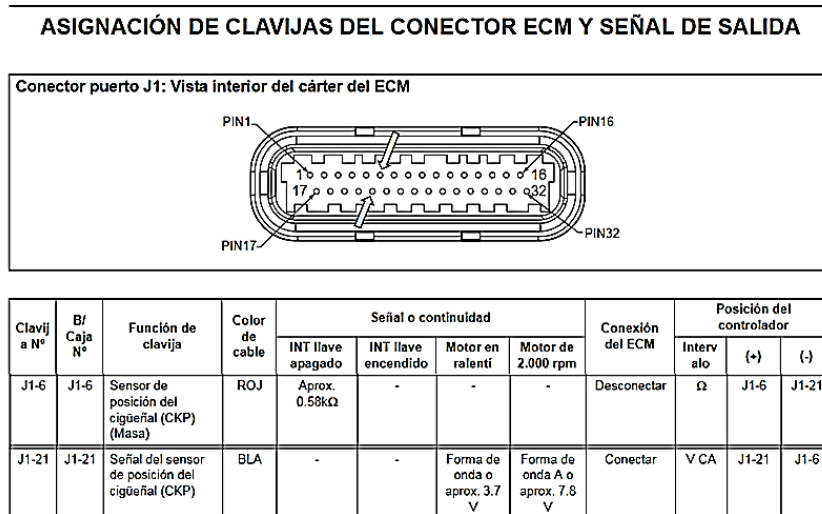 ASIGNACIÓN DE CLAVIJAS DEL CONECTOR ECM Y SEÑAL DE SALIDA
Conector puerto J1: Vista interior del cárter del ECM
PIN1
PIN16
1
16
17
32
PIN17
PIN32
Clavij
a Nº
B/
Caja
Nº
Función de
clavija
Color
de
cable
Señal o continuidad
INT llave
apagado
INT llave
encendido
Motor en
ralentí
Motor de
2.000 rpm
Conexión
del ECM
Posición del
controlador
Interv
alo
(+)
(-)
J1-6
J1-6
Sensor de
posición del
cigüeñal (CKP)
(Masa)
ROJ
Aprox.
0.58kΩ
-
-
-
Desconectar
Ω
J1-6
J1-21
J1-21
J1-21
Señal del sensor
de posición del
cigüeñal (CKP)
BLA
-
-
Forma de
onda o
aprox. 3.7
V
Forma de
onda A o
aprox. 7.8
V
Conectar
V CA
J1-21
J1-6